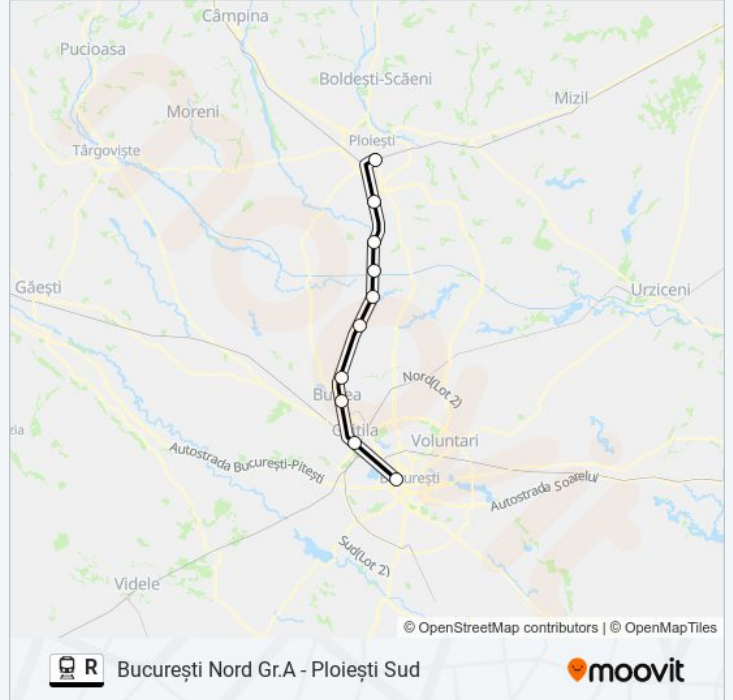 Câmpina
Pucioasa
Boldești-Scăeni
Mizil
Moreni
Ploiești
Târgoviște
Găești
Urziceni
Nord(Lot 2)
Buftea
Chitila
Voluntari
Autostrada București-Pitești
București
Autostrada Soarelui
Sud(Lot 2)
Videle
© OpenStreetMap contributors | © OpenMapTiles
R București Nord Gr.A - Ploiești Sud
moovit